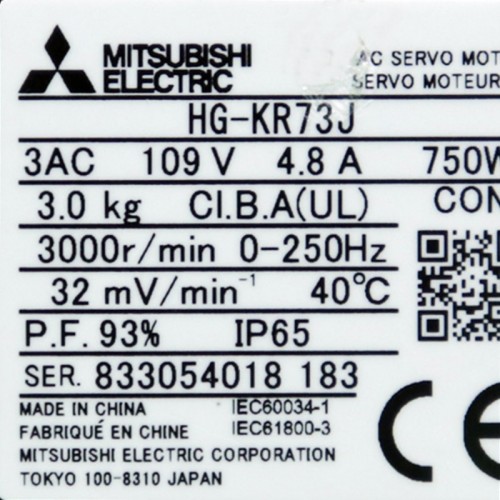 MITSUBISHI
ELECTRIC
AC SERVO MOT
SERVO MOTEUR
HG-KR73J
3AC 109 V 4.8 A 750W
3.0 kg CI.B.A(UL) CON
3000r/min 0-250Hz
32 mV/min⁻¹ 40℃
P.F. 93% IP65
SER. 833054018 183
MADE IN CHINA IEC60034-1
FABRIQUÉ EN CHINE IEC61800-3
MITSUBISHI ELECTRIC CORPORATION
TOKYO 100-8310 JAPAN
CE